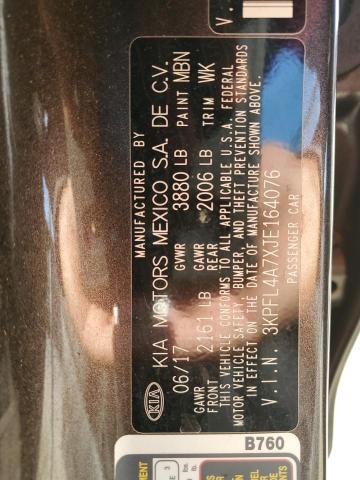 MANUFACTURED BY
KIA KIA MOTORS MEXICO S.A. DE C.V.
06/17 GVWR 3880 LB PAINT MBN
GAWR FRONT 2161 LB GAWR REAR 2006 LB TRIM WK
THIS VEHICLE CONFORMS TO ALL APPLICABLE U.S.A. FEDERAL
MOTOR VEHICLE SAFETY, BUMPER, AND THEFT PREVENTION STANDARDS
IN EFFECT ON THE DATE OF MANUFACTURE SHOWN ABOVE.
V.I.N. 3KPFL4A7XJE164076
PASSENGER CAR
V.I
B760
3
lbs.